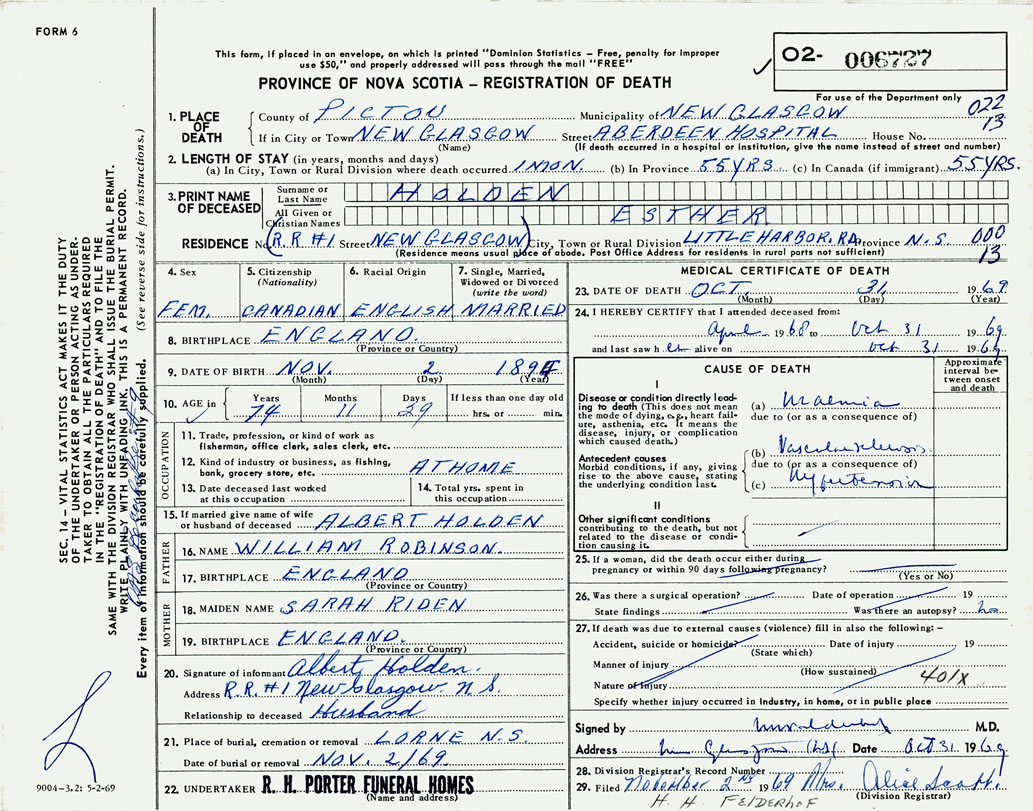 FORM 6
This form, if placed in an envelope, on which is printed "Dominion Statistics - Free, penalty for improper
use $50," and properly addressed will pass through the mail "FREE"
PROVINCE OF NOVA SCOTIA - REGISTRATION OF DEATH
O2- 006727
For use of the Department only
022
13
1. PLACE OF DEATH
County of PICTOU Municipality of NEW GLASGOW
If in City or Town NEW GLASGOW Street ABERDEEN HOSPITAL House No.
(Name) (If death occurred in a hospital or institution, give the name instead of street and number)
2. LENGTH OF STAY (in years, months and days)
(a) In City, Town or Rural Division where death occurred 1 MON. (b) In Province 55 YRS. (c) In Canada (if immigrant) 55 YRS.
3. PRINT NAME OF DECEASED
Surname or Last Name HOLDEN
All Given or Christian Names ESTHER
RESIDENCE No. (R.R #1 Street NEW GLASGOW) City, Town or Rural Division LITTLE HARBOR, RD. Province N.S. 000
(Residence means usual place of abode. Post Office Address for residents in rural parts not sufficient) 13
4. Sex FEM.
5. Citizenship (Nationality) CANADIAN
6. Racial Origin ENGLISH
7. Single, Married, Widowed or Divorced (write the word) MARRIED
8. BIRTHPLACE ENGLAND.
(Province or Country)
9. DATE OF BIRTH NOV. 2 1894
(Month) (Day) (Year)
10. AGE in Years 74 Months 11 Days 29 If less than one day old hrs. or min.
OCCUPATION
11. Trade, profession, or kind of work as
fisherman, office clerk, sales clerk, etc.
12. Kind of industry or business, as fishing,
bank, grocery store, etc. AT HOME
13. Date deceased last worked
at this occupation
14. Total yrs. spent in
this occupation
15. If married give name of wife
or husband of deceased ALBERT HOLDEN
FATHER
16. NAME WILLIAM ROBINSON.
17. BIRTHPLACE ENGLAND
(Province or Country)
MOTHER
18. MAIDEN NAME SARAH RIDEN
19. BIRTHPLACE ENGLAND.
(Province or Country)
20. Signature of informant Albert Holden.
Address R.R. #1 New Glasgow N.S.
Relationship to deceased Husband
21. Place of burial, cremation or removal LORNE N.S.
Date of burial or removal NOV. 2/69
22. UNDERTAKER R. H. PORTER FUNERAL HOMES
(Name and address)
MEDICAL CERTIFICATE OF DEATH
23. DATE OF DEATH OCT. 31. 1969
(Month) (Day) (Year)
24. I HEREBY CERTIFY that I attended deceased from:
April 1968 to Oct 31 1969
and last saw her alive on Oct 31 1969.
CAUSE OF DEATH
Approximate interval between onset and death
I
Disease or condition directly leading to death (This does not mean the mode of dying, e.g., heart failure, asthenia, etc. It means the disease, injury, or complication which caused death.)
(a) Uraemia
due to (or as a consequence of)
Antecedent causes
Morbid conditions, if any, giving rise to the above cause, stating the underlying condition last.
(b) Vascular sclerosis
due to (or as a consequence of)
(c) Hypertension
II
Other significant conditions
contributing to the death, but not related to the disease or condition causing it.
25. If a woman, did the death occur either during
pregnancy or within 90 days following pregnancy?
(Yes or No)
26. Was there a surgical operation? Date of operation 19
State findings Was there an autopsy? no
27. If death was due to external causes (violence) fill in also the following: -
Accident, suicide or homicide? Date of injury 19
(State which)
Manner of injury
(How sustained)
Nature of injury 401X
Specify whether injury occurred in Industry, in home, or in public place
Signed by M.D.
Address New Glasgow (NS) Date Oct 31. 1969
28. Division Registrar's Record Number
29. Filed November 2nd 1969 Mrs. Alice Scott.
(Division Registrar)
H. H. FELDERHOF
SEC. 14 - VITAL STATISTICS ACT MAKES IT THE DUTY
OF THE UNDERTAKER OR PERSON ACTING AS UNDER-
TAKER TO OBTAIN ALL THE PARTICULARS REQUIRED
IN THE "REGISTRATION OF DEATH" AND TO FILE THE
SAME WITH THE DIVISION REGISTRAR WHO SHALL ISSUE THE BURIAL PERMIT.
WRITE PLAINLY WITH UNFADING INK. THIS IS A PERMANENT RECORD.
Every item of information should be carefully supplied. (See reverse side for instructions.)
9004-3.2: 5-2-69